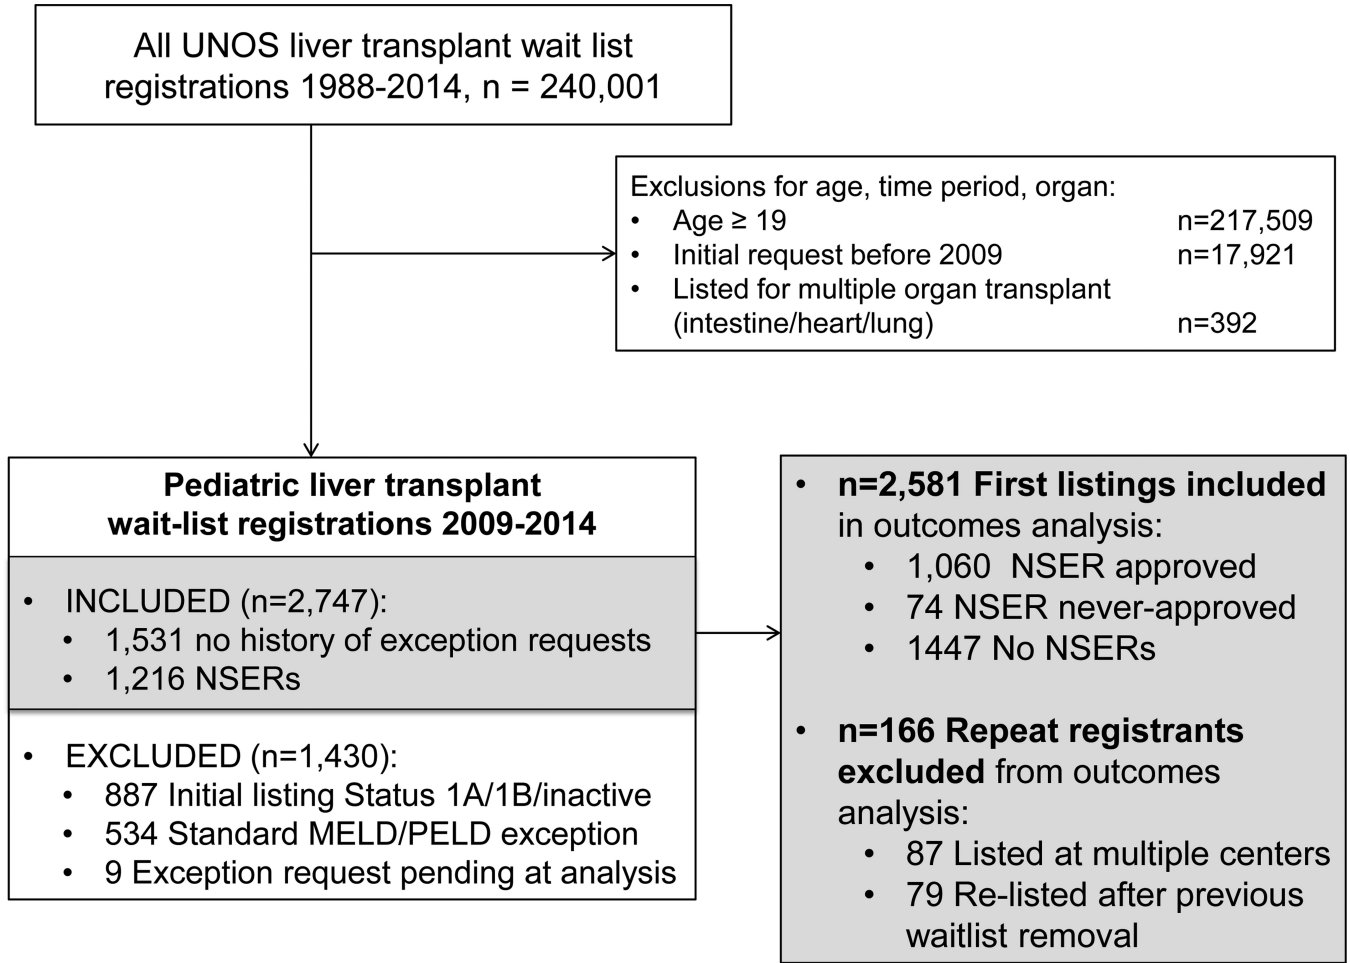 All UNOS liver transplant wait list
registrations 1988-2014, n = 240,001
Exclusions for age, time period, organ:
• Age ≥ 19 n=217,509
• Initial request before 2009 n=17,921
• Listed for multiple organ transplant
(intestine/heart/lung) n=392
Pediatric liver transplant
wait-list registrations 2009-2014
• INCLUDED (n=2,747):
• 1,531 no history of exception requests
• 1,216 NSERs
• EXCLUDED (n=1,430):
• 887 Initial listing Status 1A/1B/inactive
• 534 Standard MELD/PELD exception
• 9 Exception request pending at analysis
• n=2,581 First listings included
in outcomes analysis:
• 1,060 NSER approved
• 74 NSER never-approved
• 1447 No NSERs
• n=166 Repeat registrants
excluded from outcomes
analysis:
• 87 Listed at multiple centers
• 79 Re-listed after previous
waitlist removal